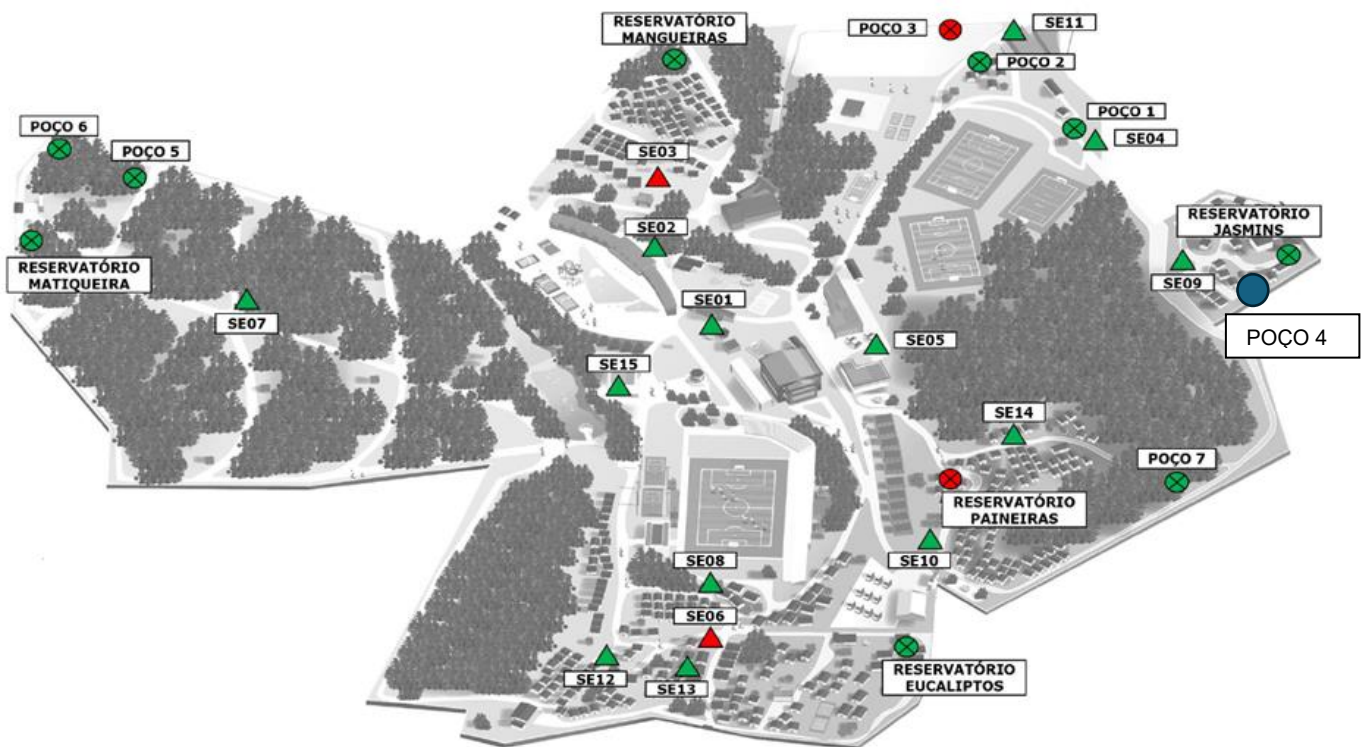 RESERVATÓRIO
MANGUEIRAS
POÇO 3
SE11
POÇO 2
POÇO 1
SE04
POÇO 6
POÇO 5
SE03
RESERVATÓRIO
JASMINS
SE02
SE09
RESERVATÓRIO
MATIQUEIRA
SE07
SE01
SE05
POÇO 4
SE15
SE14
POÇO 7
RESERVATÓRIO
PAINEIRAS
SE10
SE08
SE06
SE12
SE13
RESERVATÓRIO
EUCALIPTOS